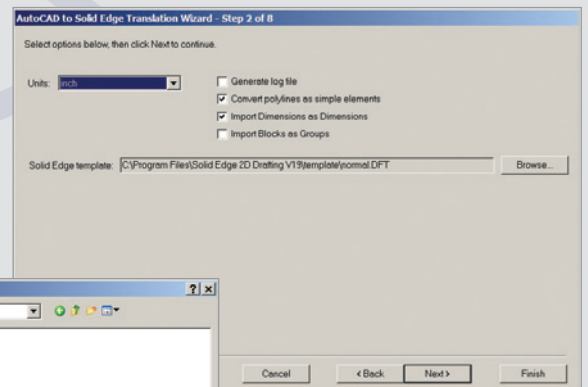 AutoCAD to Solid Edge Translation Wizard - Step 2 of 8
Select options below, then click Next to continue.
Units: inch
Generate log file
Convert polylines as simple elements
Import Dimensions as Dimensions
Import Blocks as Groups
Solid Edge template: C:\Program Files\Solid Edge 2D Drafting V19\template\normal.DFT Browse...
? x
Cancel < Back Next > Finish